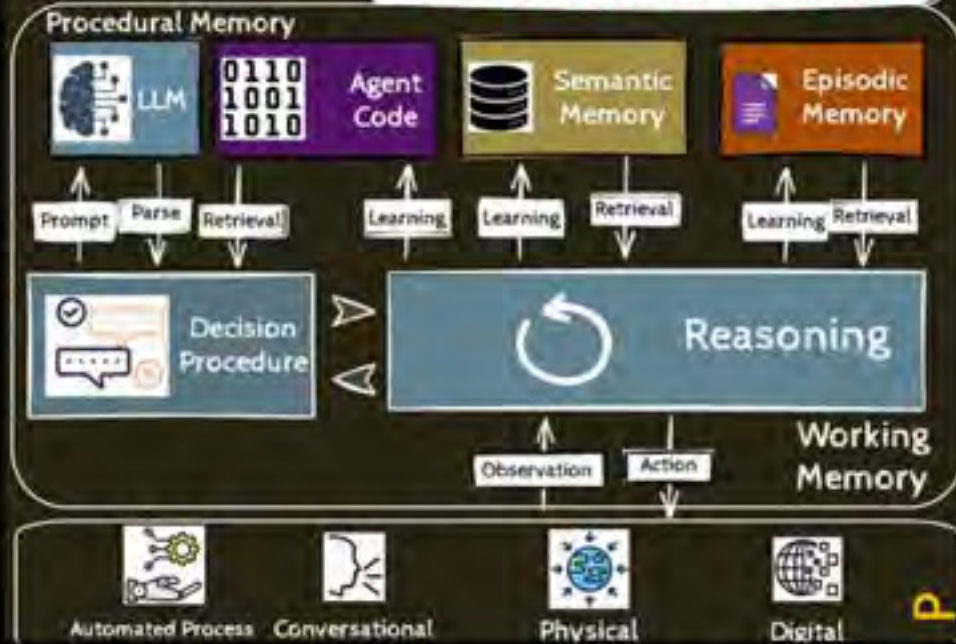 Procedural Memory
LLM
0110
1001
1010
Agent
Code
Semantic
Memory
Episodic
Memory
Prompt
Parse
Retrieval
Learning
Learning
Retrieval
Learning
Retrieval
Decision
Procedure
Reasoning
Observation
Action
Working
Memory
Automated Process
Conversational
Physical
Digital
P